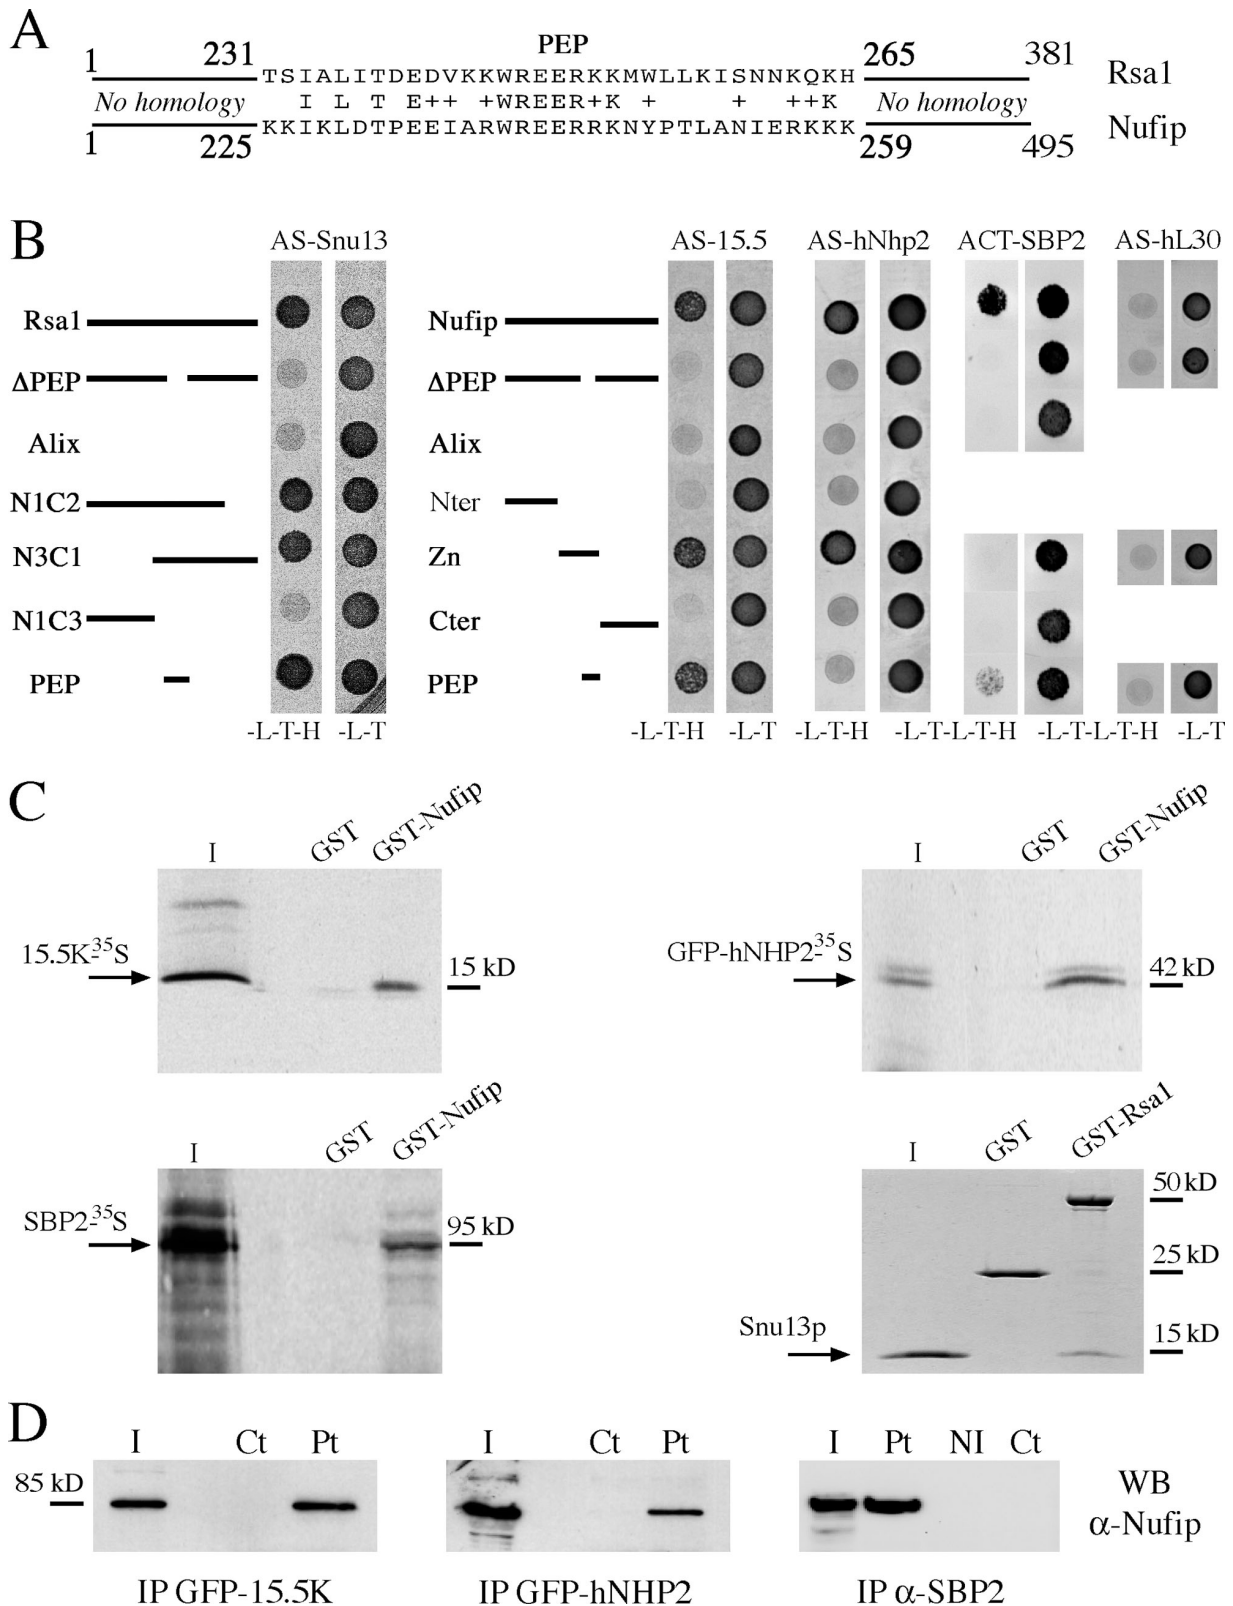 A
PEP
1 231 TSIALITDEDVKKWREERKKMWLLKISNNKQKH 265 381 Rsa1
No homology I L T E++ +WREER+K + + ++K No homology
1 225 KKIKLDTPEEIARWREERRKNYPTLANIERKKK 259 495 Nufip
B
AS-Snu13 AS-15.5 AS-hNhp2 ACT-SBP2 AS-hL30
Rsa1 Nufip
ΔPEP ΔPEP
Alix Alix
N1C2 Nter
N3C1 Zn
N1C3 Cter
PEP PEP
-L-T-H -L-T -L-T-H -L-T -L-T-H -L-T-L-T-H -L-T-L-T-H -L-T
C
I GST GST-Nufip
15.5K-35S 15 kD
I GST GST-Nufip
GFP-hNHP2-35S 42 kD
I GST GST-Nufip
SBP2-35S 95 kD
I GST GST-Rsa1
50 kD
25 kD
Snu13p 15 kD
D
I Ct Pt I Ct Pt I Pt NI Ct
85 kD
WB
α-Nufip
IP GFP-15.5K IP GFP-hNHP2 IP α-SBP2